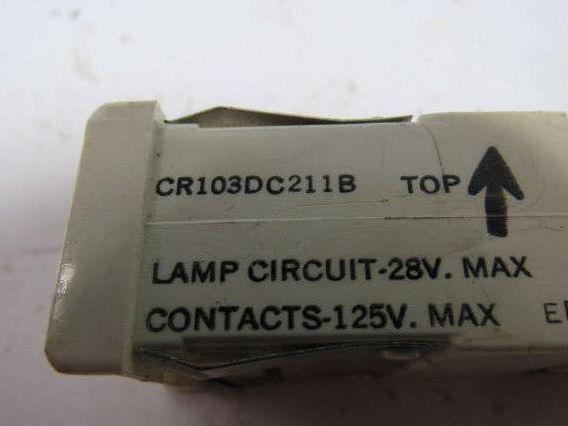 CR103DC211B TOP
LAMP CIRCUIT-28V. MAX
CONTACTS-125V. MAX